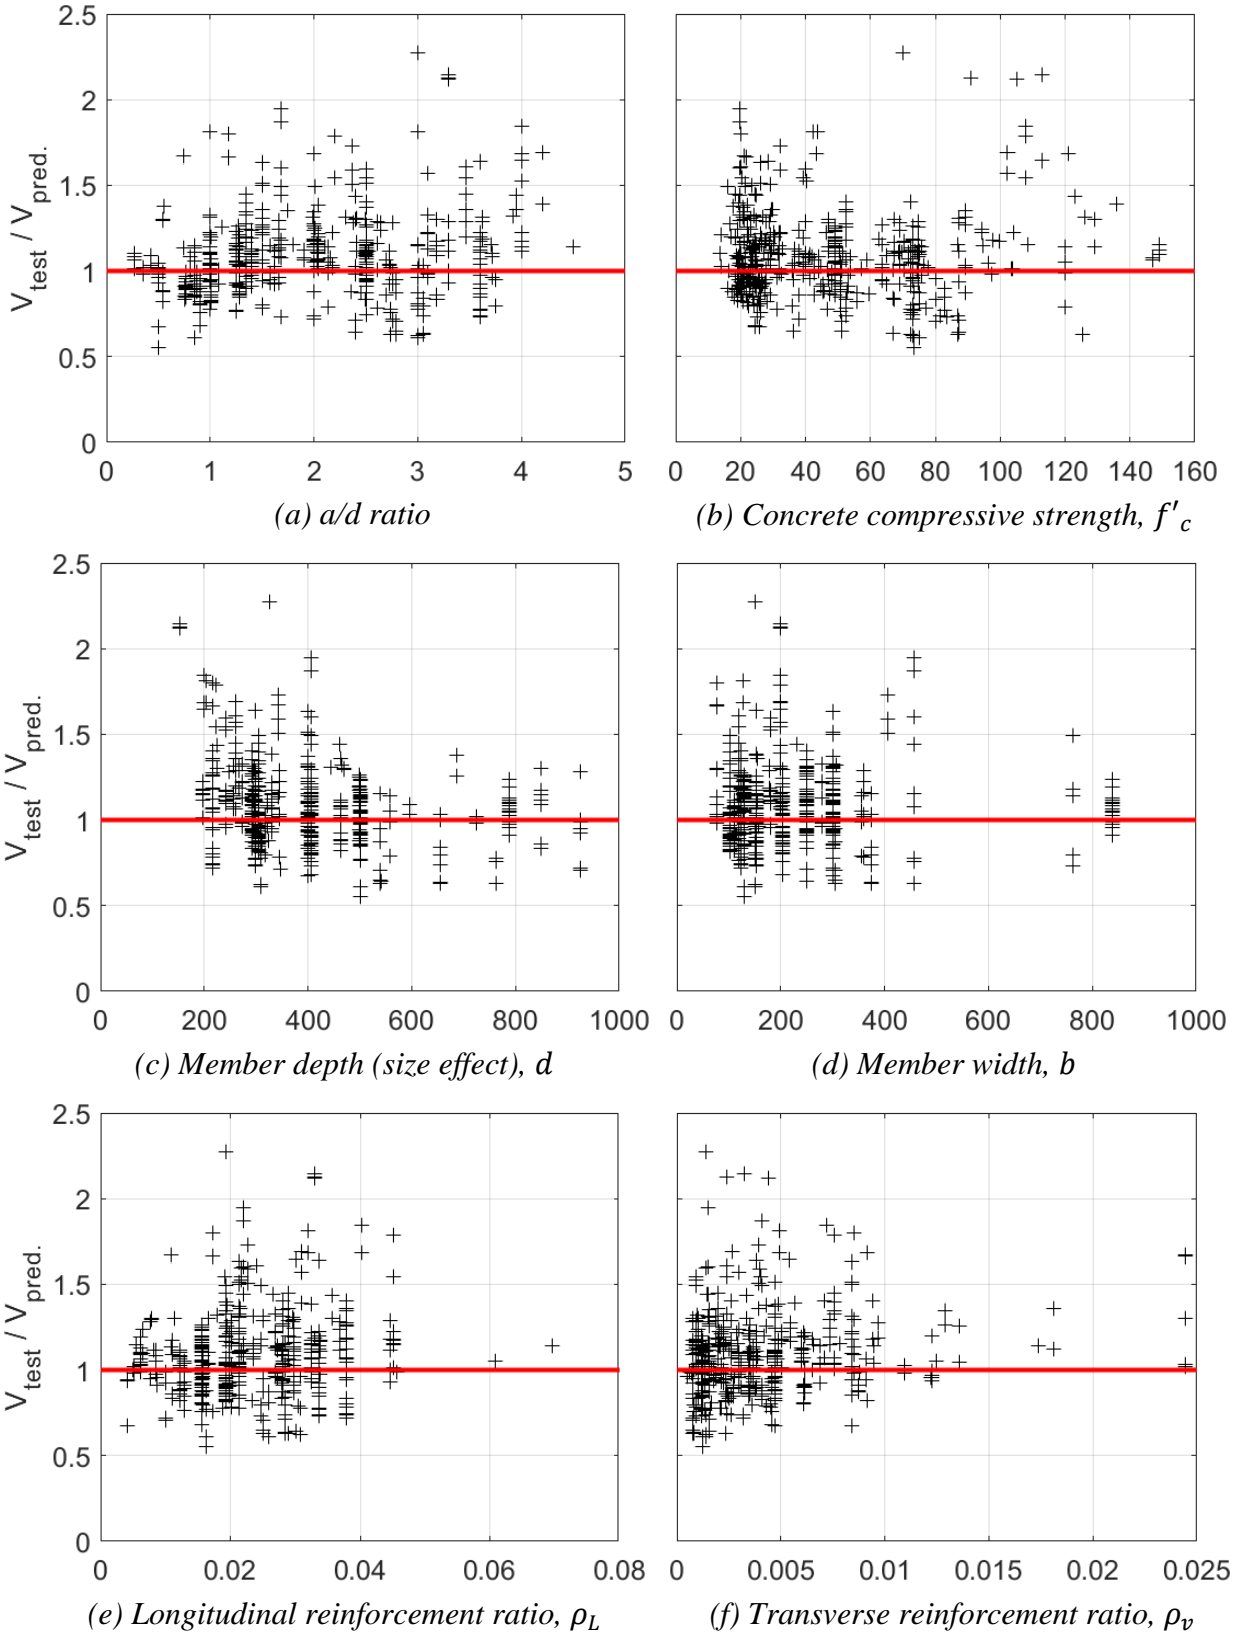 2.5
2
1.5
1
0.5
0
V_test / V_pred.
0 1 2 3 4 5
0 20 40 60 80 100 120 140 160
(a) a/d ratio
(b) Concrete compressive strength, f′c
2.5
2
1.5
1
0.5
0
V_test / V_pred.
0 200 400 600 800 1000
0 200 400 600 800 1000
(c) Member depth (size effect), d
(d) Member width, b
2.5
2
1.5
1
0.5
0
V_test / V_pred.
0 0.02 0.04 0.06 0.08
0 0.005 0.01 0.015 0.02 0.025
(e) Longitudinal reinforcement ratio, ρL
(f) Transverse reinforcement ratio, ρv